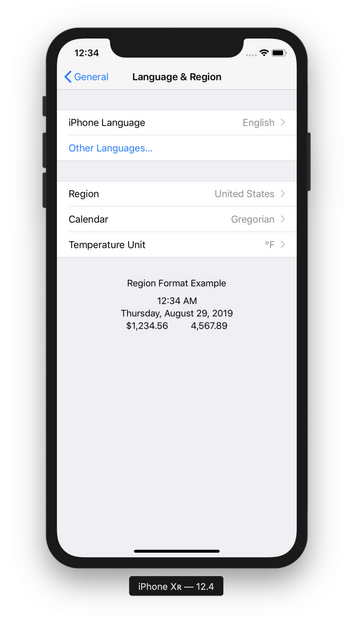 12:34
General
Language & Region
iPhone Language English
Other Languages...
Region United States
Calendar Gregorian
Temperature Unit °F
Region Format Example
12:34 AM
Thursday, August 29, 2019
$1,234.56 4,567.89
iPhone Xʀ — 12.4